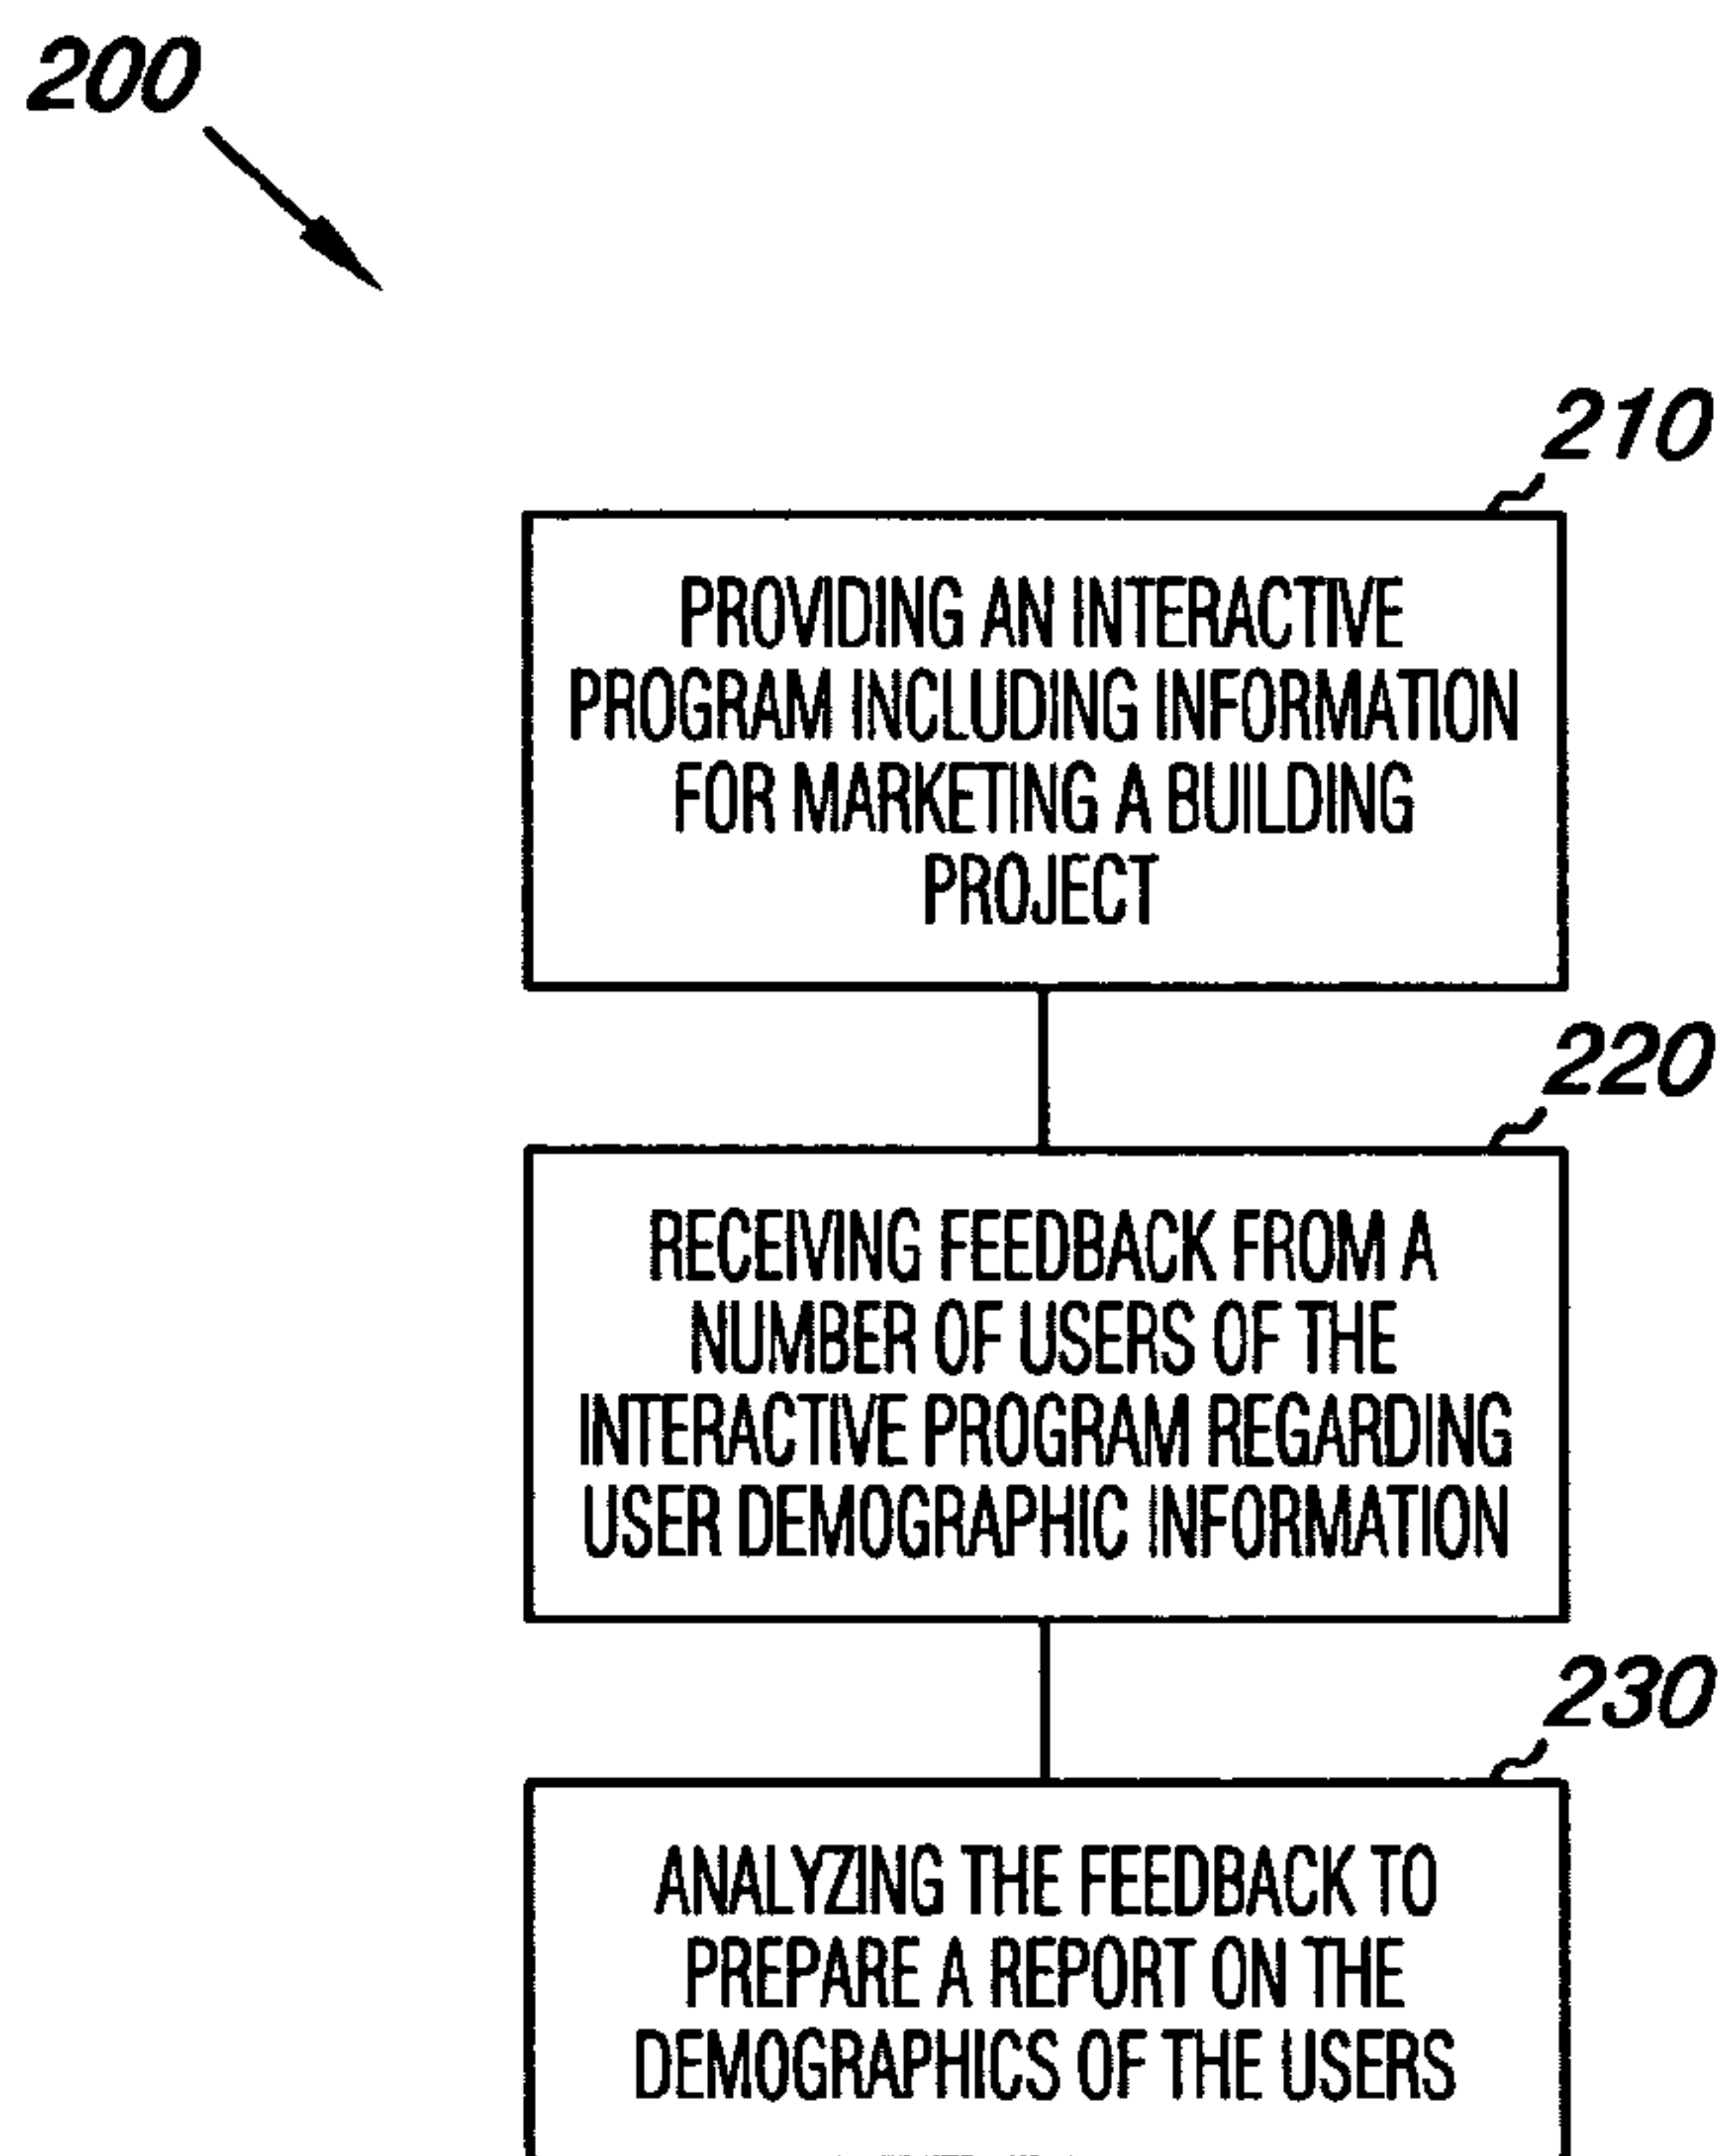 200
210
PROVIDING AN INTERACTIVE
PROGRAM INCLUDING INFORMATION
FOR MARKETING A BUILDING
PROJECT
220
RECEIVING FEEDBACK FROM A
NUMBER OF USERS OF THE
INTERACTIVE PROGRAM REGARDING
USER DEMOGRAPHIC INFORMATION
230
ANALYZING THE FEEDBACK TO
PREPARE A REPORT ON THE
DEMOGRAPHICS OF THE USERS